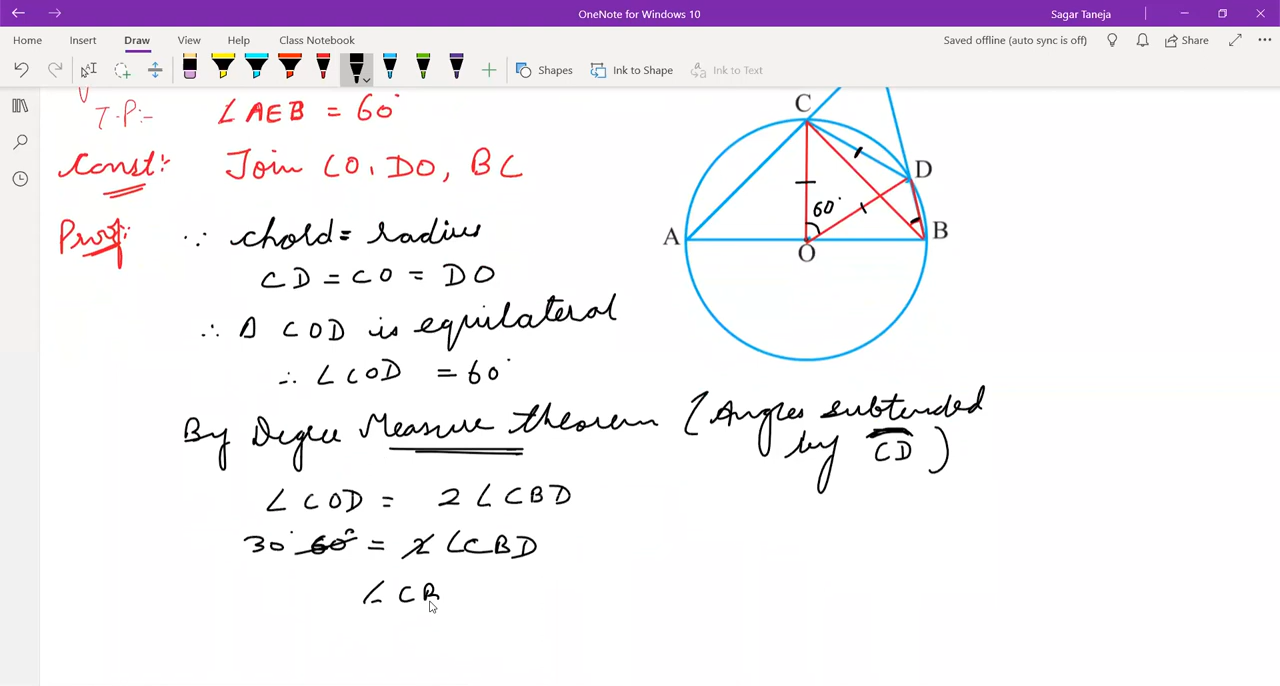 OneNote for Windows 10
Sagar Taneja
Home Insert Draw View Help Class Notebook
Saved offline (auto sync is off)
Share
Shapes
Ink to Shape
Ink to Text
T.P:- ∠AEB = 60°
Const:- Join CO, DO, BC
Proof:- ∵ chord = radius
CD = CO = DO
∴ Δ COD is equilateral
∴ ∠COD = 60°
By Degree Measure theorem (Angles subtended
by CD)
∠COD = 2∠CBD
30° 60° = 2∠CBD
∠CB
C
D
60°
A
O
B